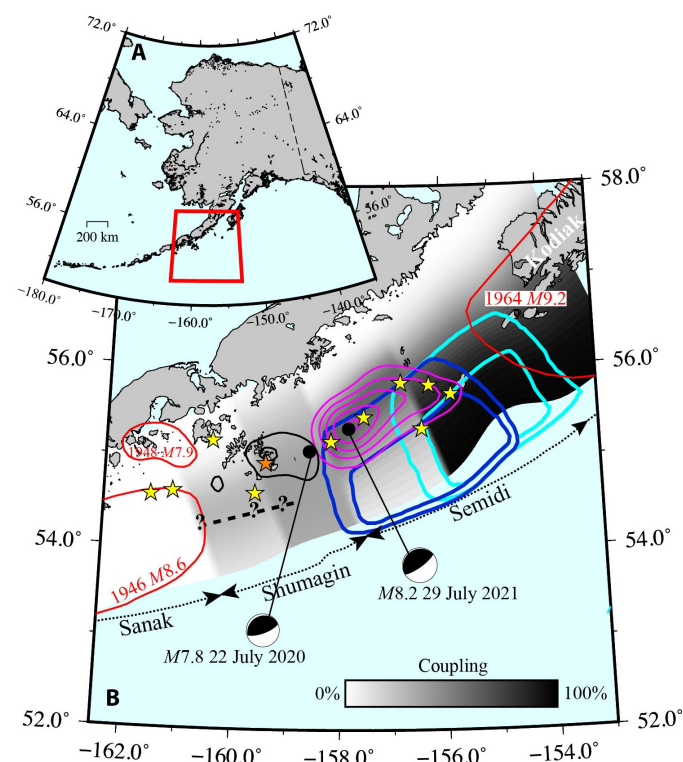 72.0°
72.0°
A
64.0°
64.0°
56.0°
56.0°
200 km
−180.0°
−170.0°
−160.0°
−150.0°
−140.0°
58.0°
Kodiak
1964 M9.2
56.0°
56.0°
1948 M7.9
?
?
?
54.0°
54.0°
1946 M8.6
Semidi
Shumagin
Sanak
M8.2 29 July 2021
M7.8 22 July 2020
Coupling
0%
100%
B
52.0°
52.0°
−162.0°
−160.0°
−158.0°
−156.0°
−154.0°